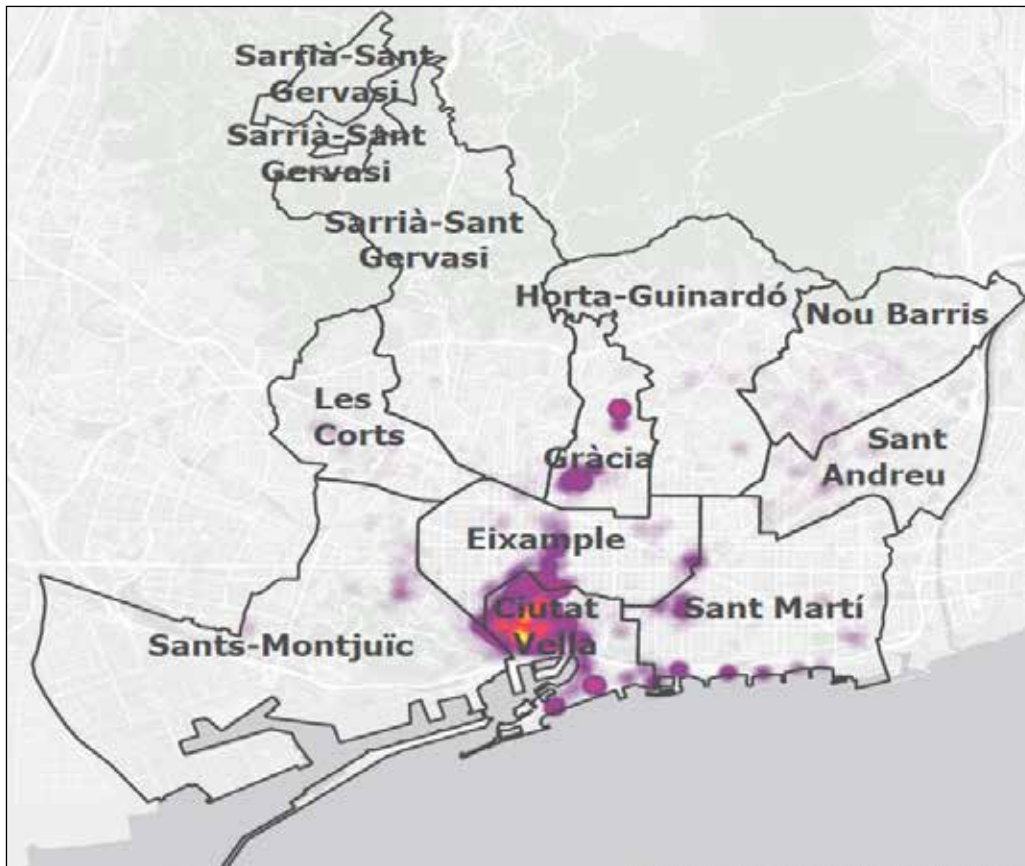 Sarrià-Sant
Gervasi
Sarrià-Sant
Gervasi
Sarrià-Sant
Gervasi
Horta-Guinardó
Nou Barris
Les
Corts
Sant
Andreu
Gràcia
Eixample
Ciutat
Vella
Sant Martí
Sants-Montjuïc